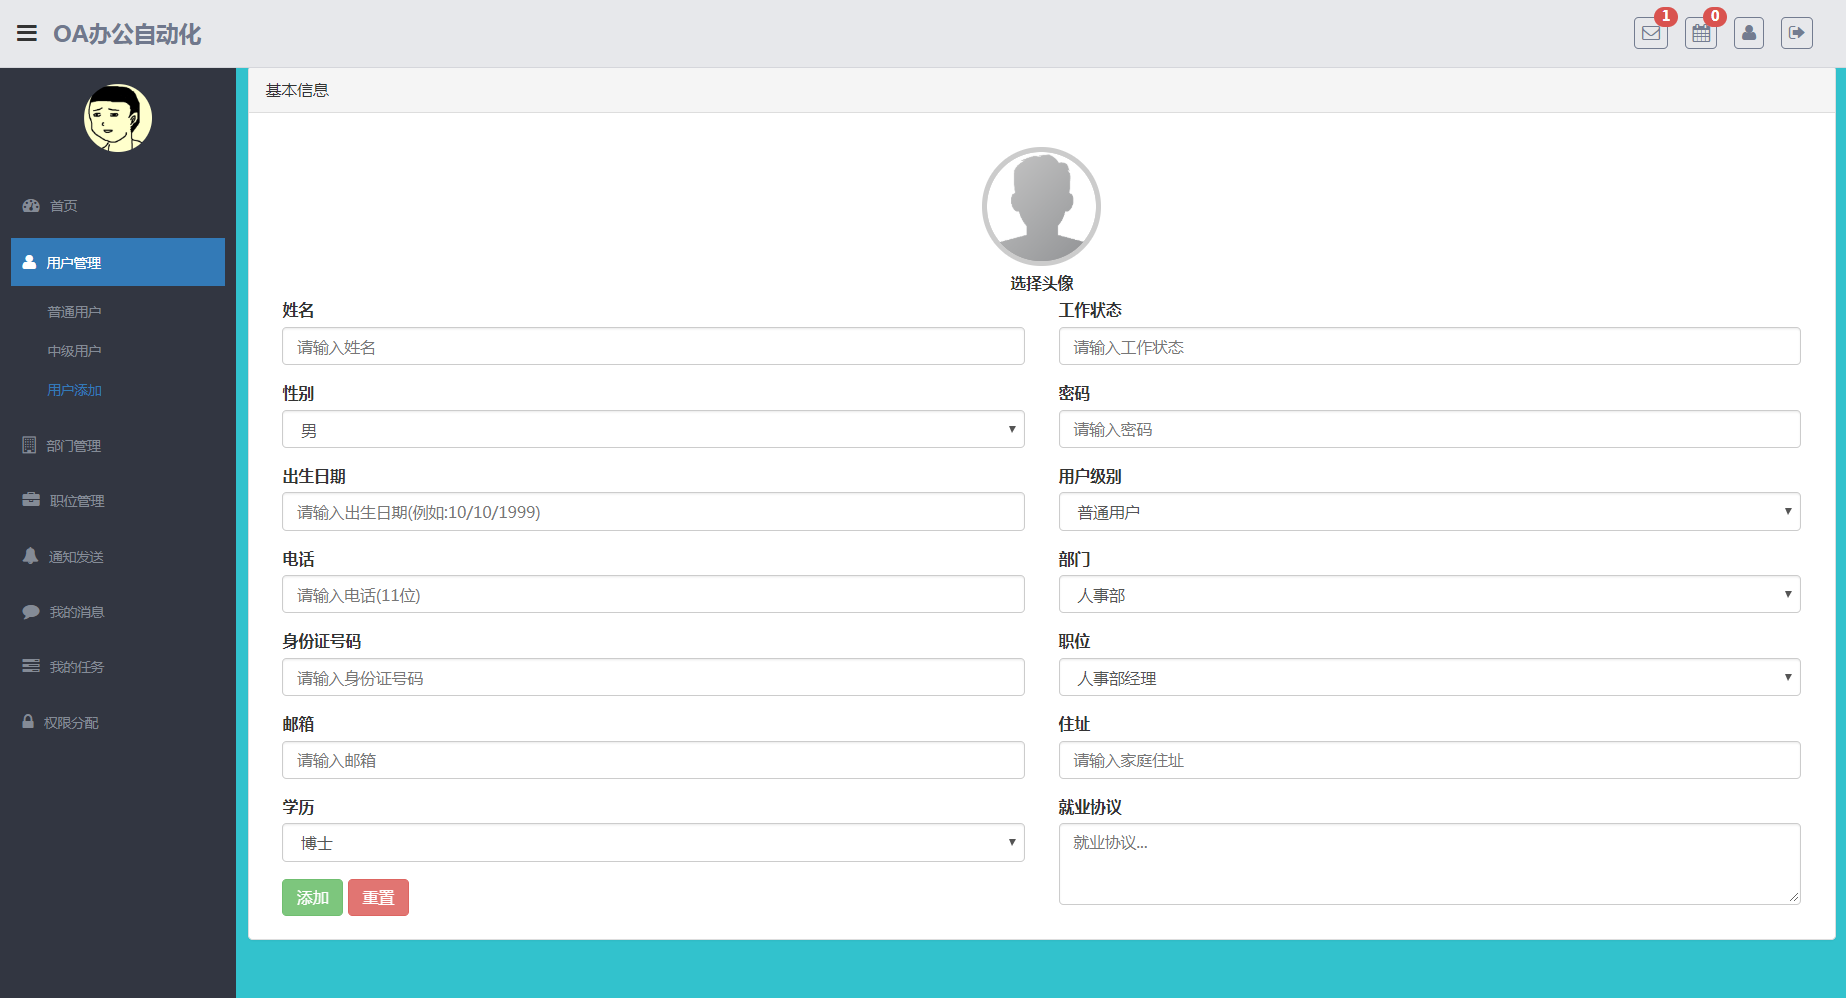 OA办公自动化
1
0
首页
用户管理
普通用户
中级用户
用户添加
部门管理
职位管理
通知发送
我的消息
我的任务
权限分配
基本信息
选择头像
姓名
请输入姓名
工作状态
请输入工作状态
性别
男
密码
请输入密码
出生日期
请输入出生日期(例如:10/10/1999)
用户级别
普通用户
电话
请输入电话(11位)
部门
人事部
身份证号码
请输入身份证号码
职位
人事部经理
邮箱
请输入邮箱
住址
请输入家庭住址
学历
博士
就业协议
就业协议...
添加
重置